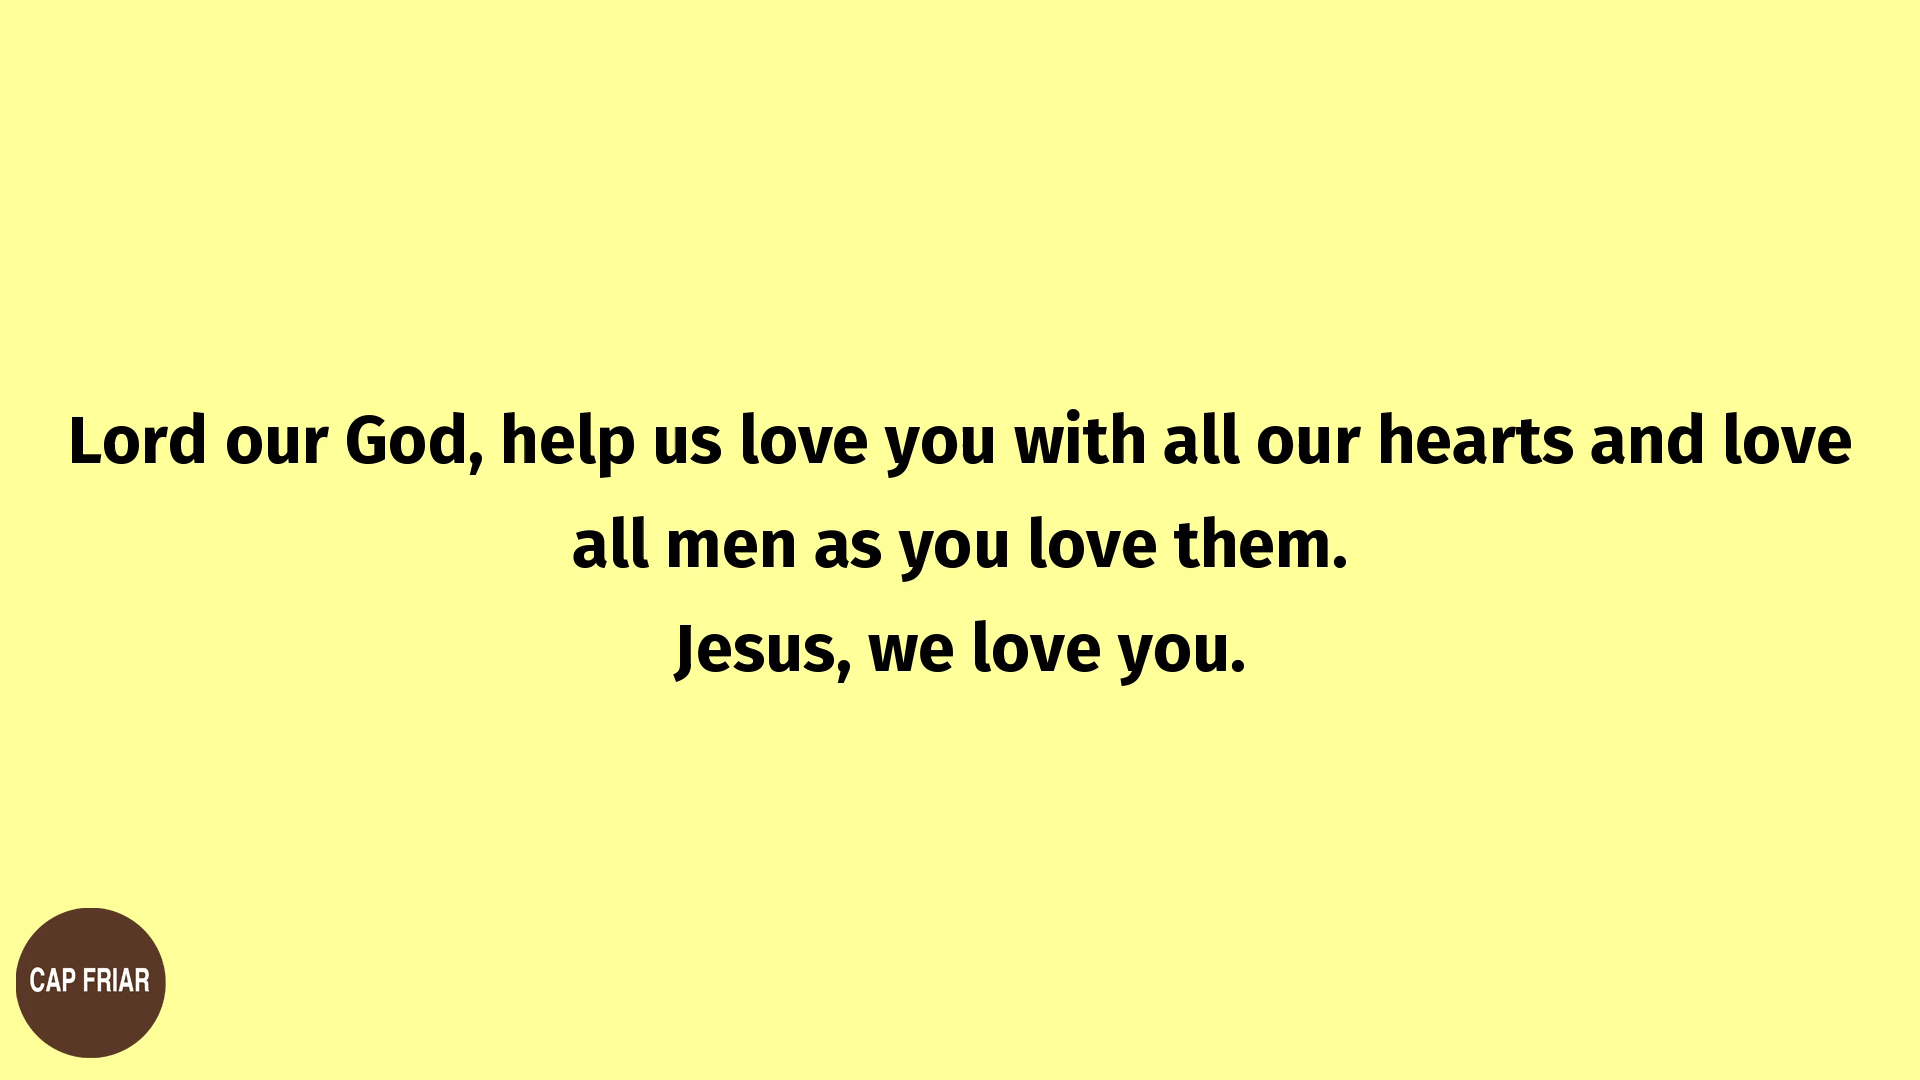 Lord our God, help us love you with all our hearts and love
all men as you love them.
Jesus, we love you.
CAP FRIAR